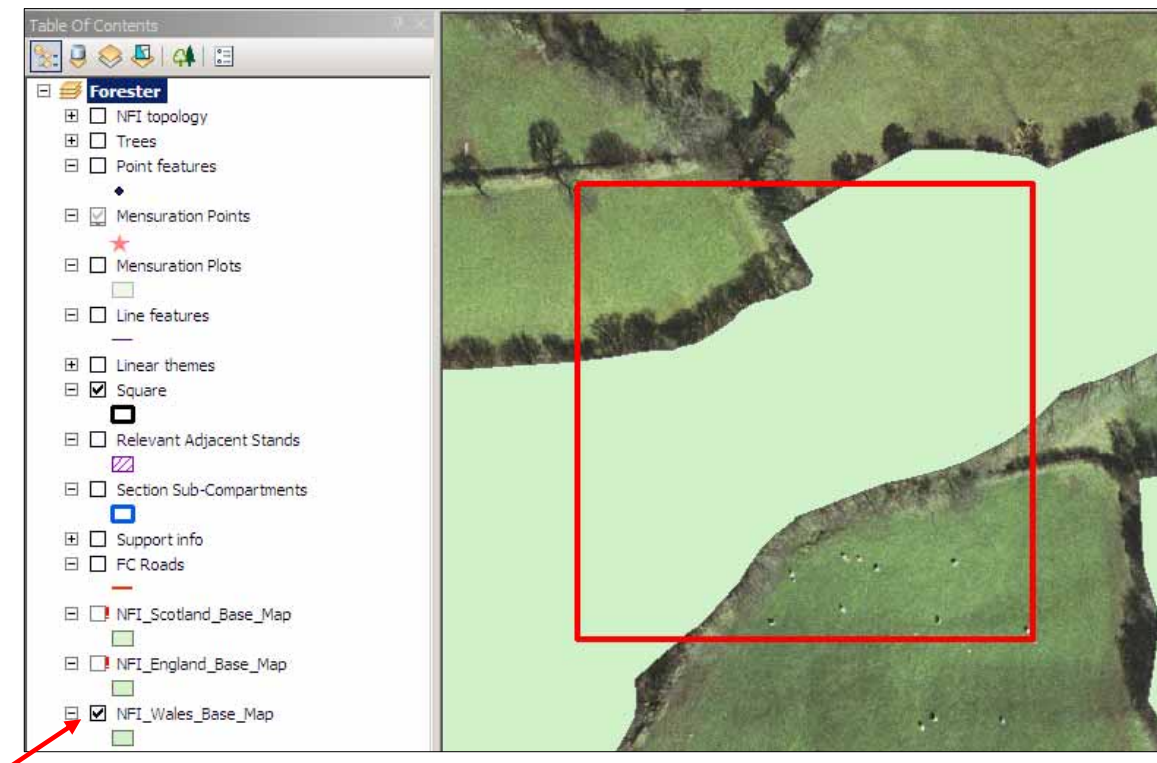 Table Of Contents
Forester
NFI topology
Trees
Point features
Mensuration Points
Mensuration Plots
Line features
Linear themes
Square
Relevant Adjacent Stands
Section Sub-Compartments
Support info
FC Roads
NFI_Scotland_Base_Map
NFI_England_Base_Map
NFI_Wales_Base_Map